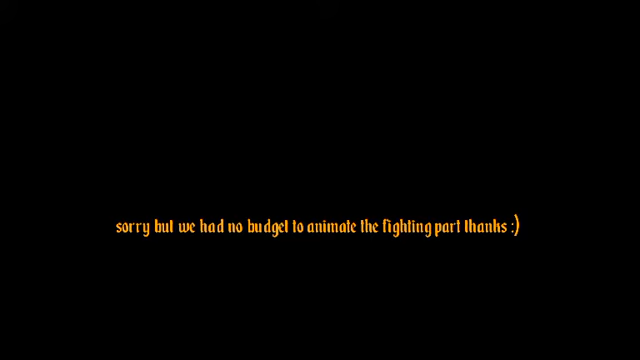 sorry but we had no budget to animate the fighting part thanks :)